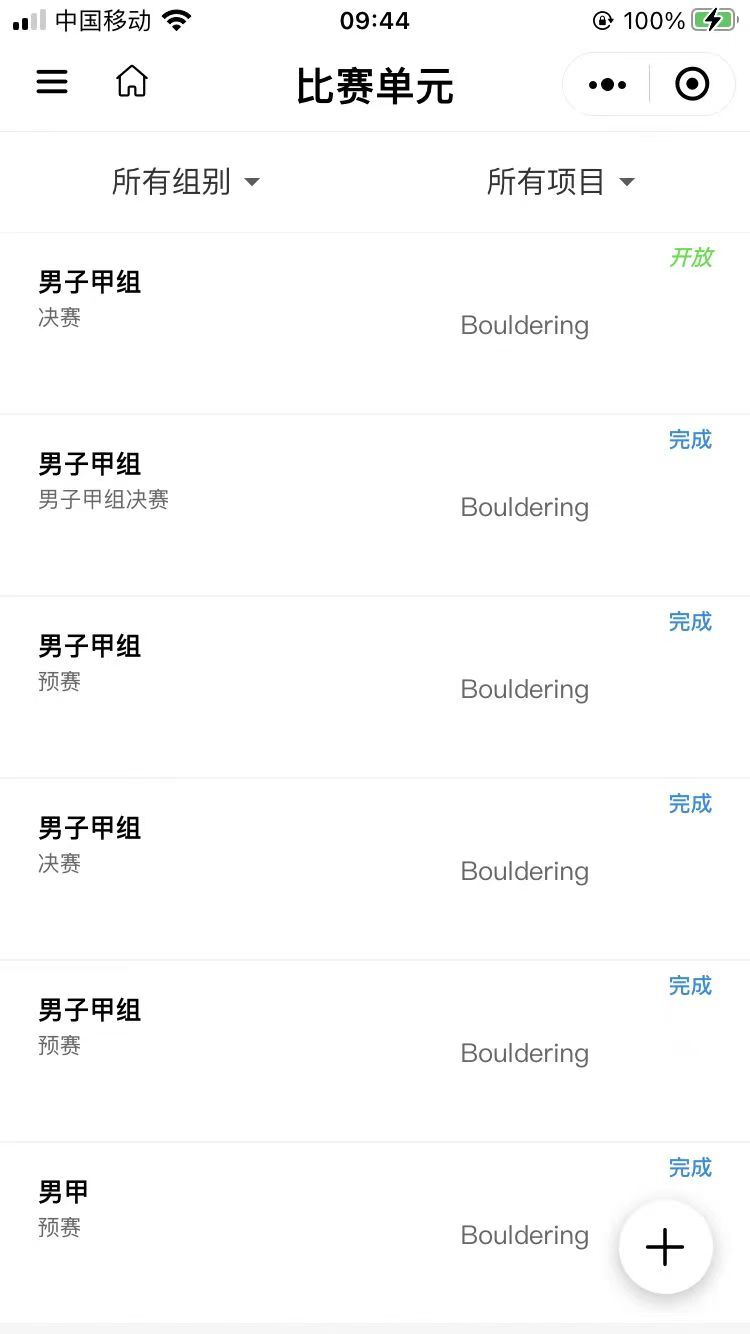 中国移动
09:44
100%
比赛单元
所有组别
所有项目
开放
男子甲组
决赛
Bouldering
完成
男子甲组
男子甲组决赛
Bouldering
完成
男子甲组
预赛
Bouldering
完成
男子甲组
决赛
Bouldering
完成
男子甲组
预赛
Bouldering
完成
男甲
预赛
Bouldering